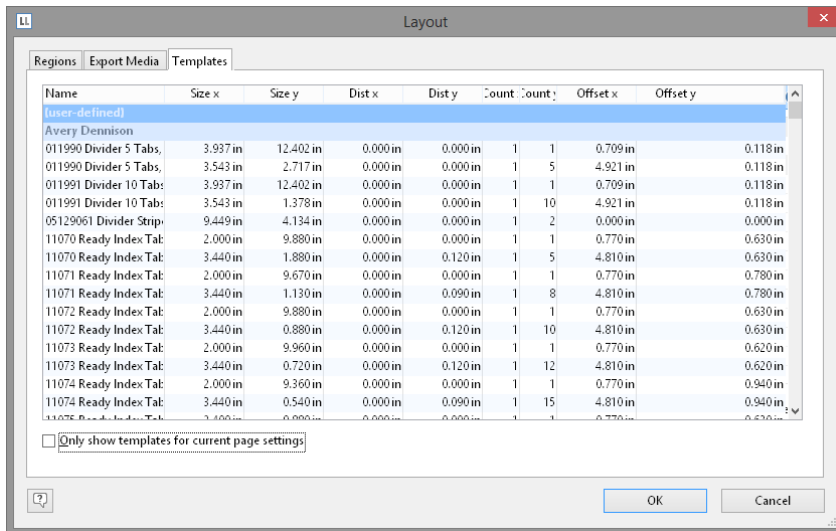 LL Layout
Regions Export Media Templates
Name Size x Size y Dist x Dist y Count Count y Offset x Offset y
(user-defined)
Avery Dennison
011990 Divider 5 Tabs, 3.937 in 12.402 in 0.000 in 0.000 in 1 1 0.709 in 0.118 in
011990 Divider 5 Tabs, 3.543 in 2.717 in 0.000 in 0.000 in 1 5 4.921 in 0.118 in
011991 Divider 10 Tabs 3.937 in 12.402 in 0.000 in 0.000 in 1 1 0.709 in 0.118 in
011991 Divider 10 Tabs 3.543 in 1.378 in 0.000 in 0.000 in 1 10 4.921 in 0.118 in
05129061 Divider Strip 9.449 in 4.134 in 0.000 in 0.000 in 1 2 0.000 in 0.000 in
11070 Ready Index Tab 2.000 in 9.880 in 0.000 in 0.000 in 1 1 0.770 in 0.630 in
11070 Ready Index Tab 3.440 in 1.880 in 0.000 in 0.120 in 1 5 4.810 in 0.630 in
11071 Ready Index Tab 2.000 in 9.670 in 0.000 in 0.000 in 1 1 0.770 in 0.780 in
11071 Ready Index Tab 3.440 in 1.130 in 0.000 in 0.090 in 1 8 4.810 in 0.780 in
11072 Ready Index Tab 2.000 in 9.880 in 0.000 in 0.000 in 1 1 0.770 in 0.630 in
11072 Ready Index Tab 3.440 in 0.880 in 0.000 in 0.120 in 1 10 4.810 in 0.630 in
11073 Ready Index Tab 2.000 in 9.960 in 0.000 in 0.000 in 1 1 0.770 in 0.620 in
11073 Ready Index Tab 3.440 in 0.720 in 0.000 in 0.120 in 1 12 4.810 in 0.620 in
11074 Ready Index Tab 2.000 in 9.360 in 0.000 in 0.000 in 1 1 0.770 in 0.940 in
11074 Ready Index Tab 3.440 in 0.540 in 0.000 in 0.090 in 1 15 4.810 in 0.940 in
Only show templates for current page settings
OK Cancel